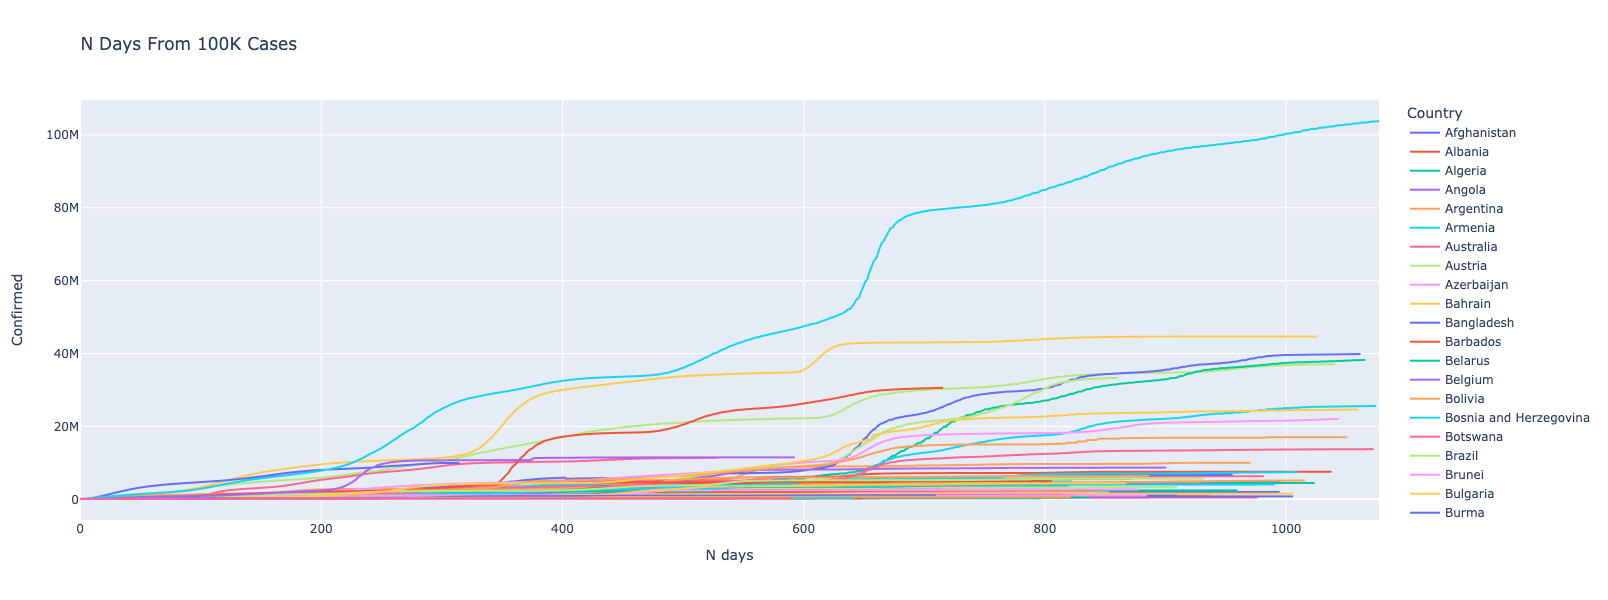 N Days From 100K Cases
Confirmed
100M
80M
60M
40M
20M
0
0 200 400 600 800 1000
N days
Country
Afghanistan
Albania
Algeria
Angola
Argentina
Armenia
Australia
Austria
Azerbaijan
Bahrain
Bangladesh
Barbados
Belarus
Belgium
Bolivia
Bosnia and Herzegovina
Botswana
Brazil
Brunei
Bulgaria
Burma